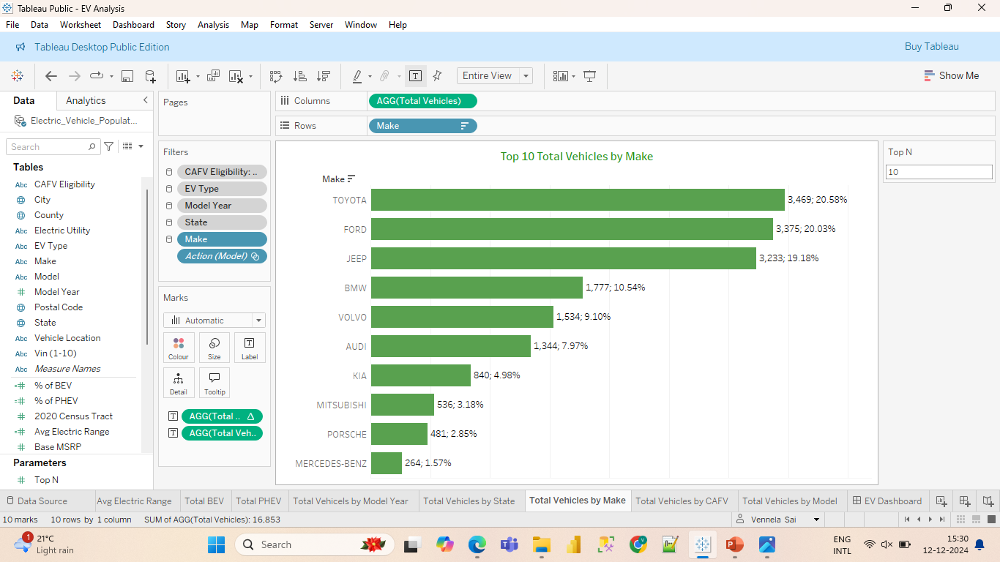 Tableau Public - EV Analysis
File Data Worksheet Dashboard Story Analysis Map Format Server Window Help
Tableau Desktop Public Edition
Buy Tableau
Entire View
Show Me
Data Analytics
Electric_Vehicle_Populat...
Search
Tables
Abc CAFV Eligibility
City
County
Abc Electric Utility
Abc EV Type
Abc Make
Abc Model
# Model Year
Postal Code
State
Abc Vehicle Location
Abc Vin (1-10)
Abc Measure Names
=# % of BEV
=# % of PHEV
# 2020 Census Tract
=# Avg Electric Range
# Base MSRP
Parameters
# Top N
Pages
Filters
CAFV Eligibility: ..
EV Type
Model Year
State
Make
Action (Model)
Marks
Automatic
Colour Size Label
Detail Tooltip
AGG(Total .. Δ
AGG(Total Veh..
Columns AGG(Total Vehicles)
Rows Make
Top 10 Total Vehicles by Make
Make
TOYOTA 3,469; 20.58%
FORD 3,375; 20.03%
JEEP 3,233; 19.18%
BMW 1,777; 10.54%
VOLVO 1,534; 9.10%
AUDI 1,344; 7.97%
KIA 840; 4.98%
MITSUBISHI 536; 3.18%
PORSCHE 481; 2.85%
MERCEDES-BENZ 264; 1.57%
Top N
10
Data Source Avg Electric Range Total BEV Total PHEV Total Vehicels by Model Year Total Vehicles by State Total Vehicles by Make Total Vehicles by CAFV Total Vehicles by Model EV Dashboard
10 marks 10 rows by 1 column SUM of AGG(Total Vehicles): 16,853
Vennela Sai
1
21°C
Light rain
Search
ENG
INTL
15:30
12-12-2024